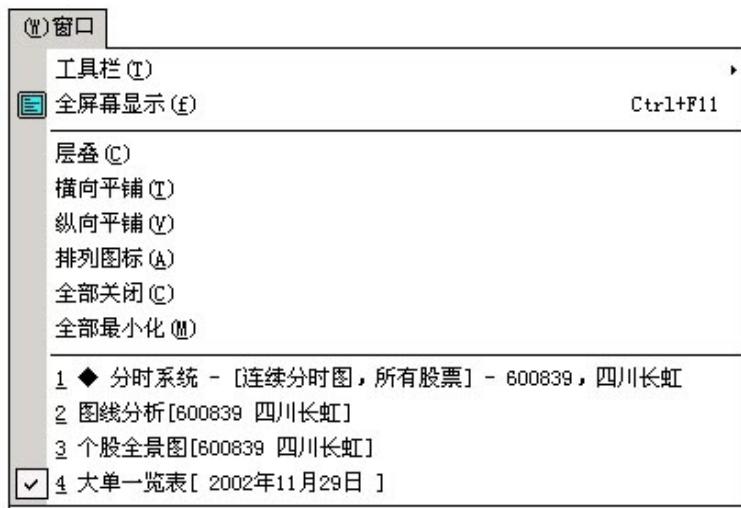 (W)窗口
工具栏(T)
全屏幕显示(f) Ctrl+F11
层叠(C)
横向平铺(T)
纵向平铺(V)
排列图标(A)
全部关闭(C)
全部最小化(M)
1 ◆ 分时系统 - [连续分时图，所有股票] - 600839，四川长虹
2 图线分析[600839 四川长虹]
3 个股全景图[600839 四川长虹]
4 大单一览表[ 2002年11月29日 ]